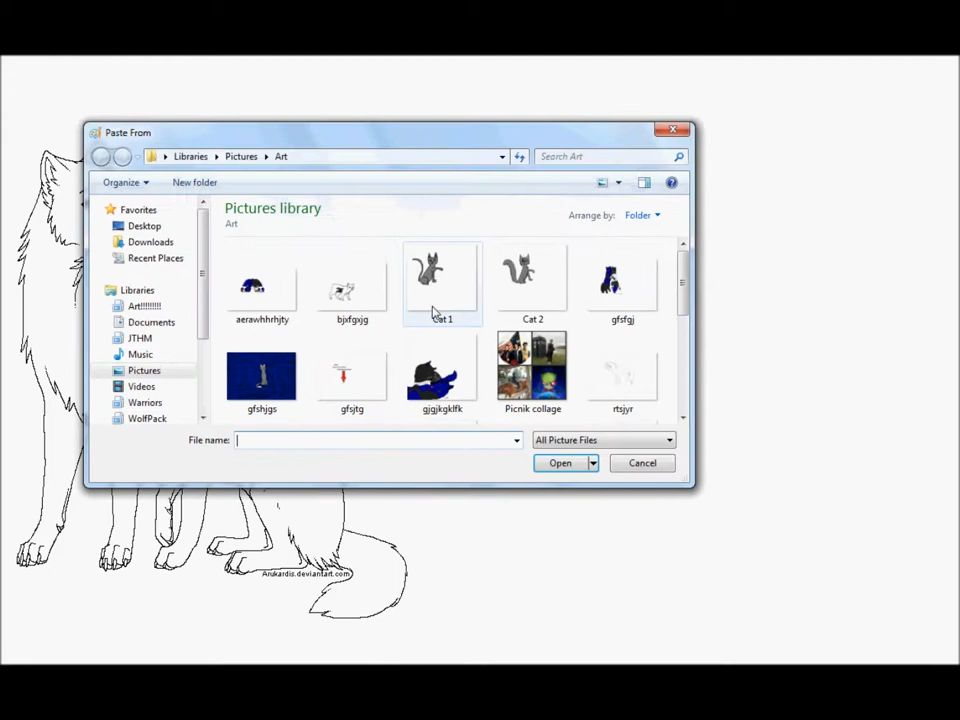 Paste From
Libraries Pictures Art
Search Art
Organize
New folder
Favorites
Desktop
Downloads
Recent Places
Libraries
Art!!!!!!!!!
Documents
JTHM
Music
Pictures
Videos
Warriors
WolfPack
Pictures library
Art
Arrange by: Folder
aerawhhrhjty
bjxfgxjg
Cat 1
Cat 2
gfsfgj
gfshjgs
gfsjtg
gjgjkgklfk
Picnik collage
rtsjyr
File name:
All Picture Files
Open
Cancel
Arukardis.deviantart.com